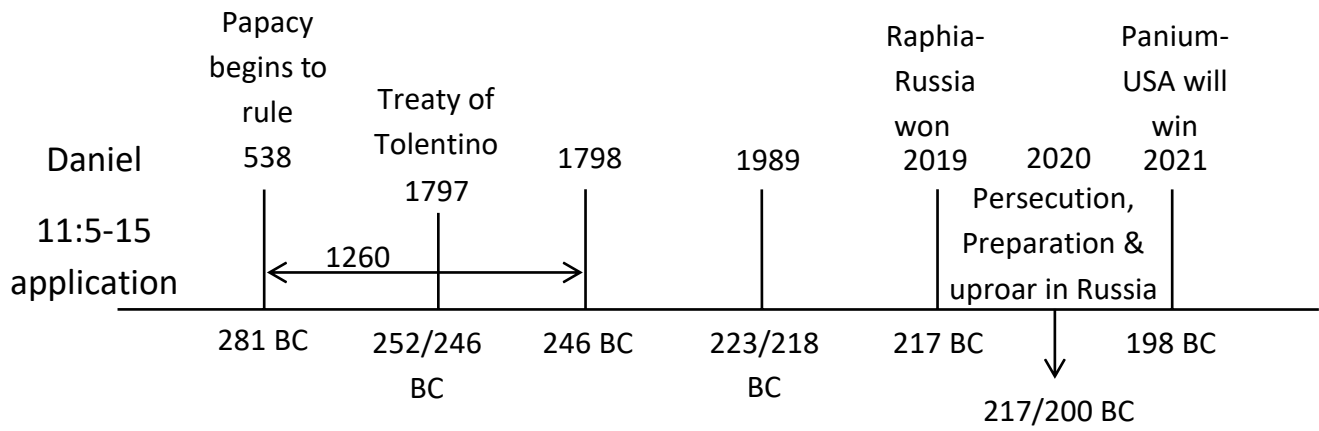 Daniel
11:5-15
application
Papacy
begins to
rule
538
Treaty of
Tolentino
1797
1798
1989
Raphia-
Russia
won
2019
2020
Persecution,
Preparation &
uproar in Russia
Panium-
USA will
win
2021
1260
281 BC
252/246
BC
246 BC
223/218
BC
217 BC
217/200 BC
198 BC